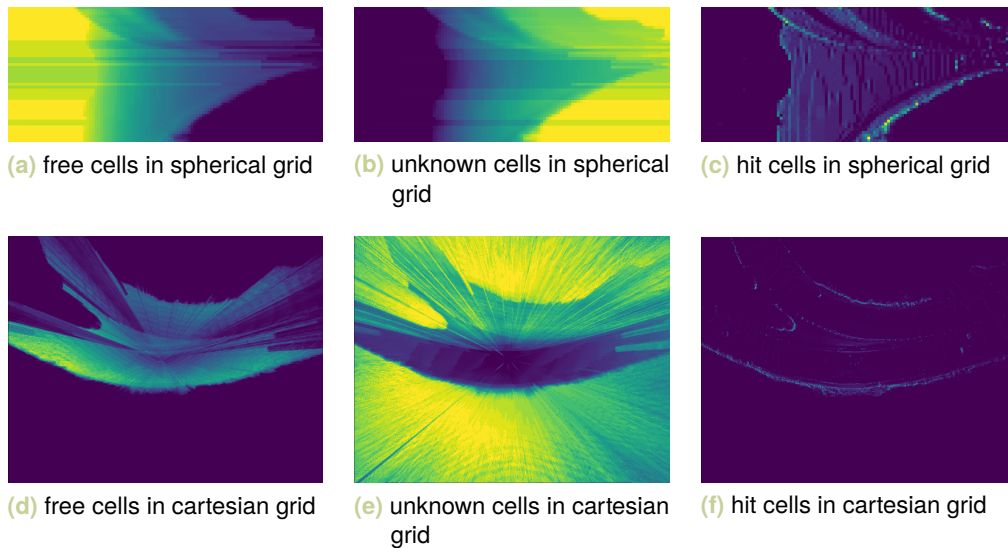 (a) free cells in spherical grid
(b) unknown cells in spherical
grid
(c) hit cells in spherical grid
(d) free cells in cartesian grid
(e) unknown cells in cartesian
grid
(f) hit cells in cartesian grid